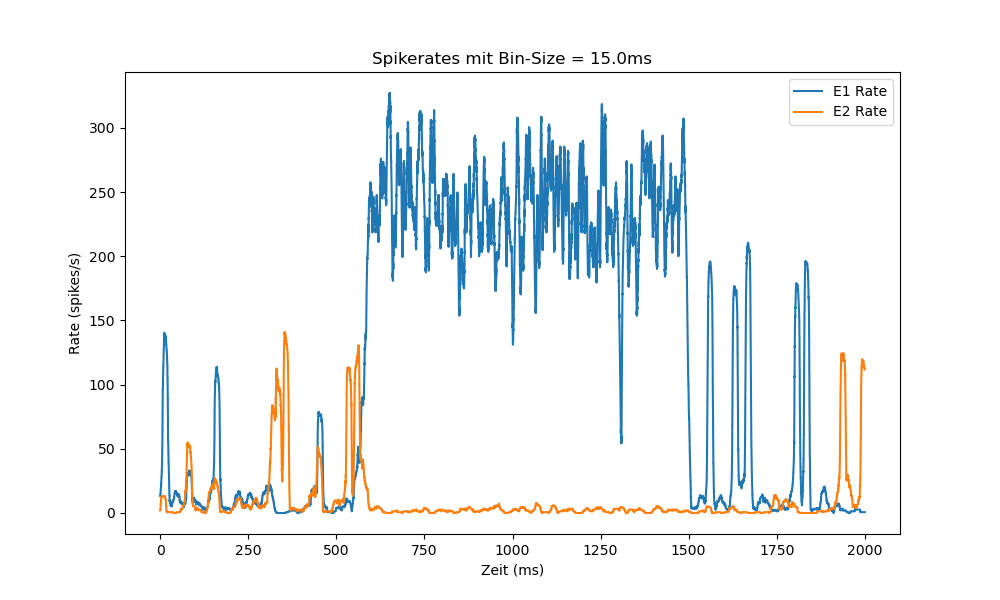 Spikerates mit Bin-Size = 15.0ms
E1 Rate
E2 Rate
Rate (spikes/s)
300
250
200
150
100
50
0
0 250 500 750 1000 1250 1500 1750 2000
Zeit (ms)